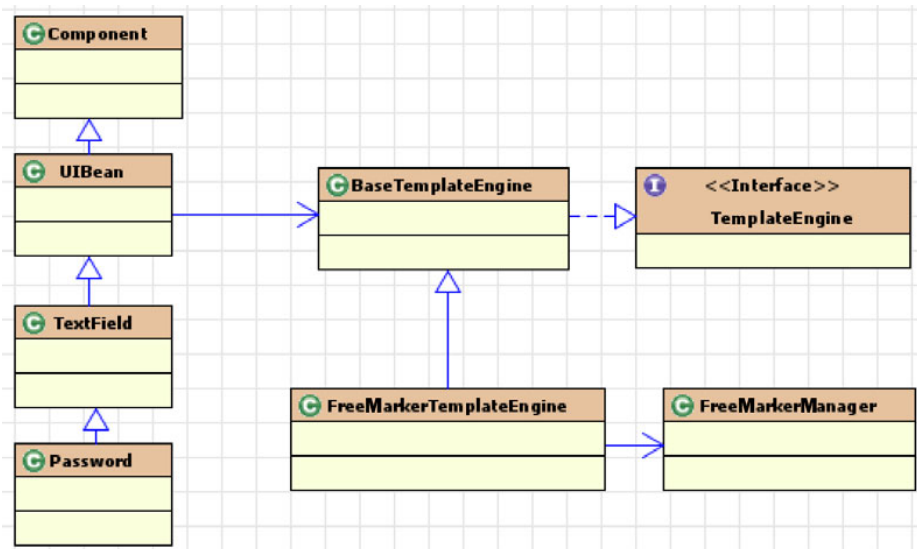 C Component
C UIBean
C BaseTemplateEngine
I <<Interface>>
TemplateEngine
C TextField
C FreeMarkerTemplateEngine
C FreeMarkerManager
C Password